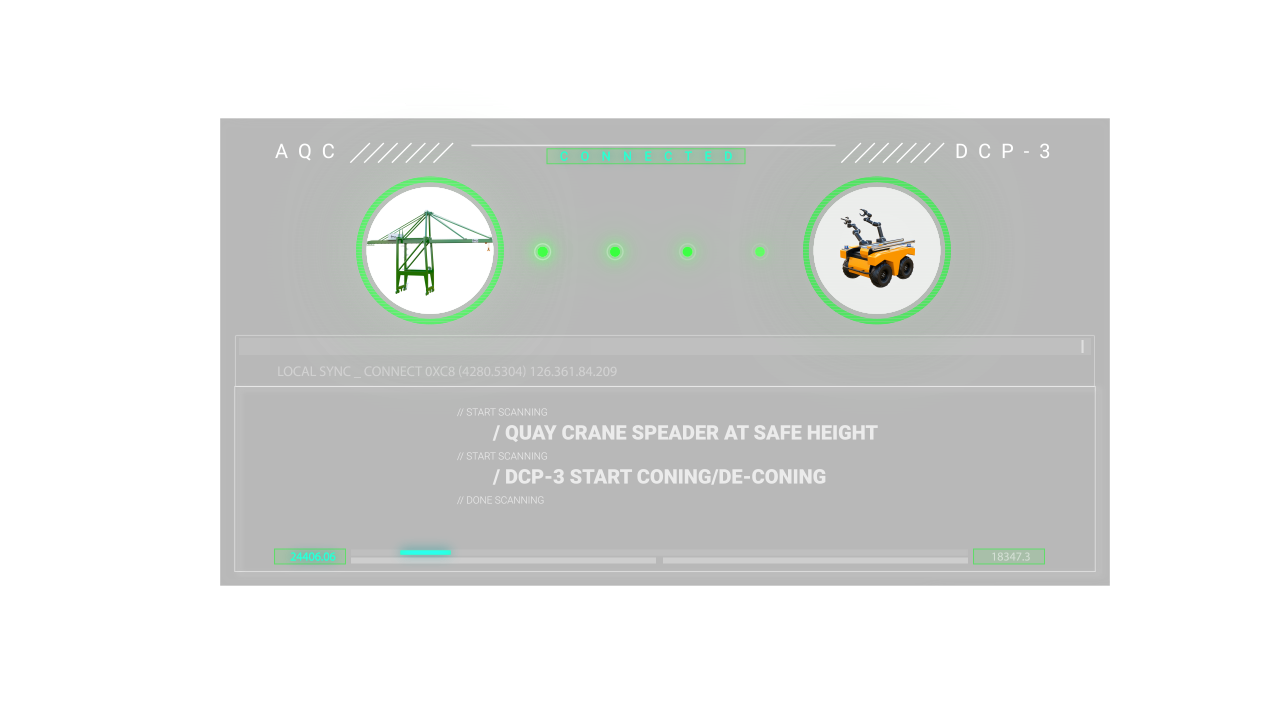 AQC
CONNECTED
DCP-3
LOCAL SYNC _ CONNECT 0XC8 (4280.5304) 126.361.84.209
// START SCANNING
/ QUAY CRANE SPEADER AT SAFE HEIGHT
// START SCANNING
/ DCP-3 START CONING/DE-CONING
// DONE SCANNING
24406.06
18347.3